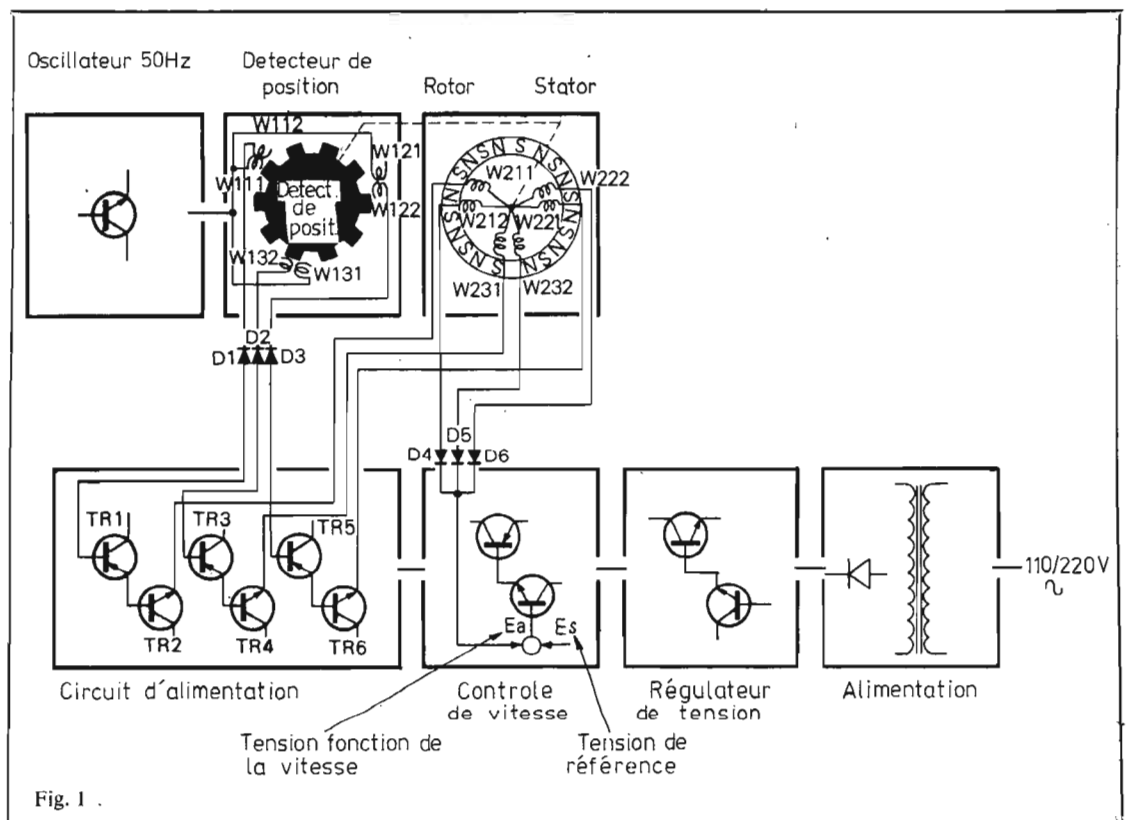 Oscillateur 50Hz
Detecteur de
position
Rotor
Stator
W112
W121
W111
Detect.
de
posit.
W122
W132
W131
N S N S N S N S N S N S N S N S N S N S
W211
W222
W212
W221
W231
W232
D2
D1
D3
D5
D4
D6
TR1
TR3
TR5
TR2
TR4
TR6
Ea
Es
110/220V
~
Circuit d'alimentation
Controle
de vitesse
Régulateur
de tension
Alimentation
Tension fonction de
la vitesse
Tension de
référence
Fig. 1 .